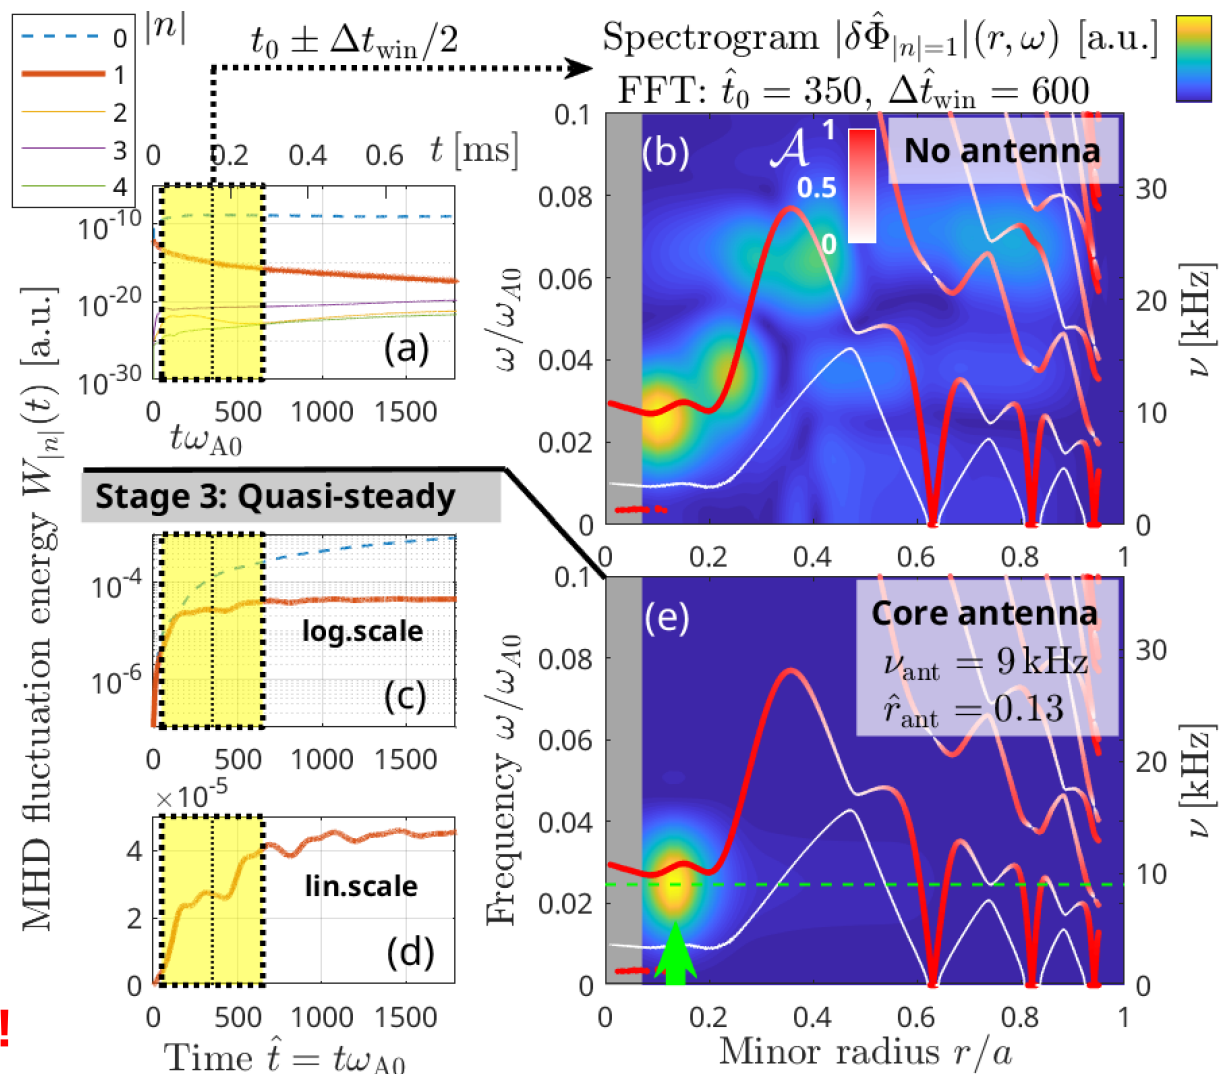 |n|
0
1
2
3
4
t₀ ± Δt_win/2
Spectrogram |δΦ̂_|n|=1|(r, ω) [a.u.]
FFT: t̂₀ = 350, Δt̂_win = 600
0 0.2 0.4 0.6 t [ms]
10⁻¹⁰
10⁻²⁰
10⁻³⁰
(a)
0 500 1000 1500
tω_A0
MHD fluctuation energy W_|n|(t) [a.u.]
(b)
𝒜
1
0.5
0
No antenna
0.1
0.08
0.06
0.04
0.02
0
ω/ω_A0
30
20
10
0
ν [kHz]
0 0.2 0.4 0.6 0.8 1
Stage 3: Quasi-steady
10⁻⁴
10⁻⁶
log.scale
(c)
0 500 1000 1500
×10⁻⁵
4
2
0
lin.scale
(d)
0 500 1000 1500
Time t̂ = tω_A0
!
(e)
Core antenna
ν_ant = 9 kHz
r̂_ant = 0.13
0.1
0.08
0.06
0.04
0.02
0
Frequency ω/ω_A0
30
20
10
0
ν [kHz]
0 0.2 0.4 0.6 0.8 1
Minor radius r/a